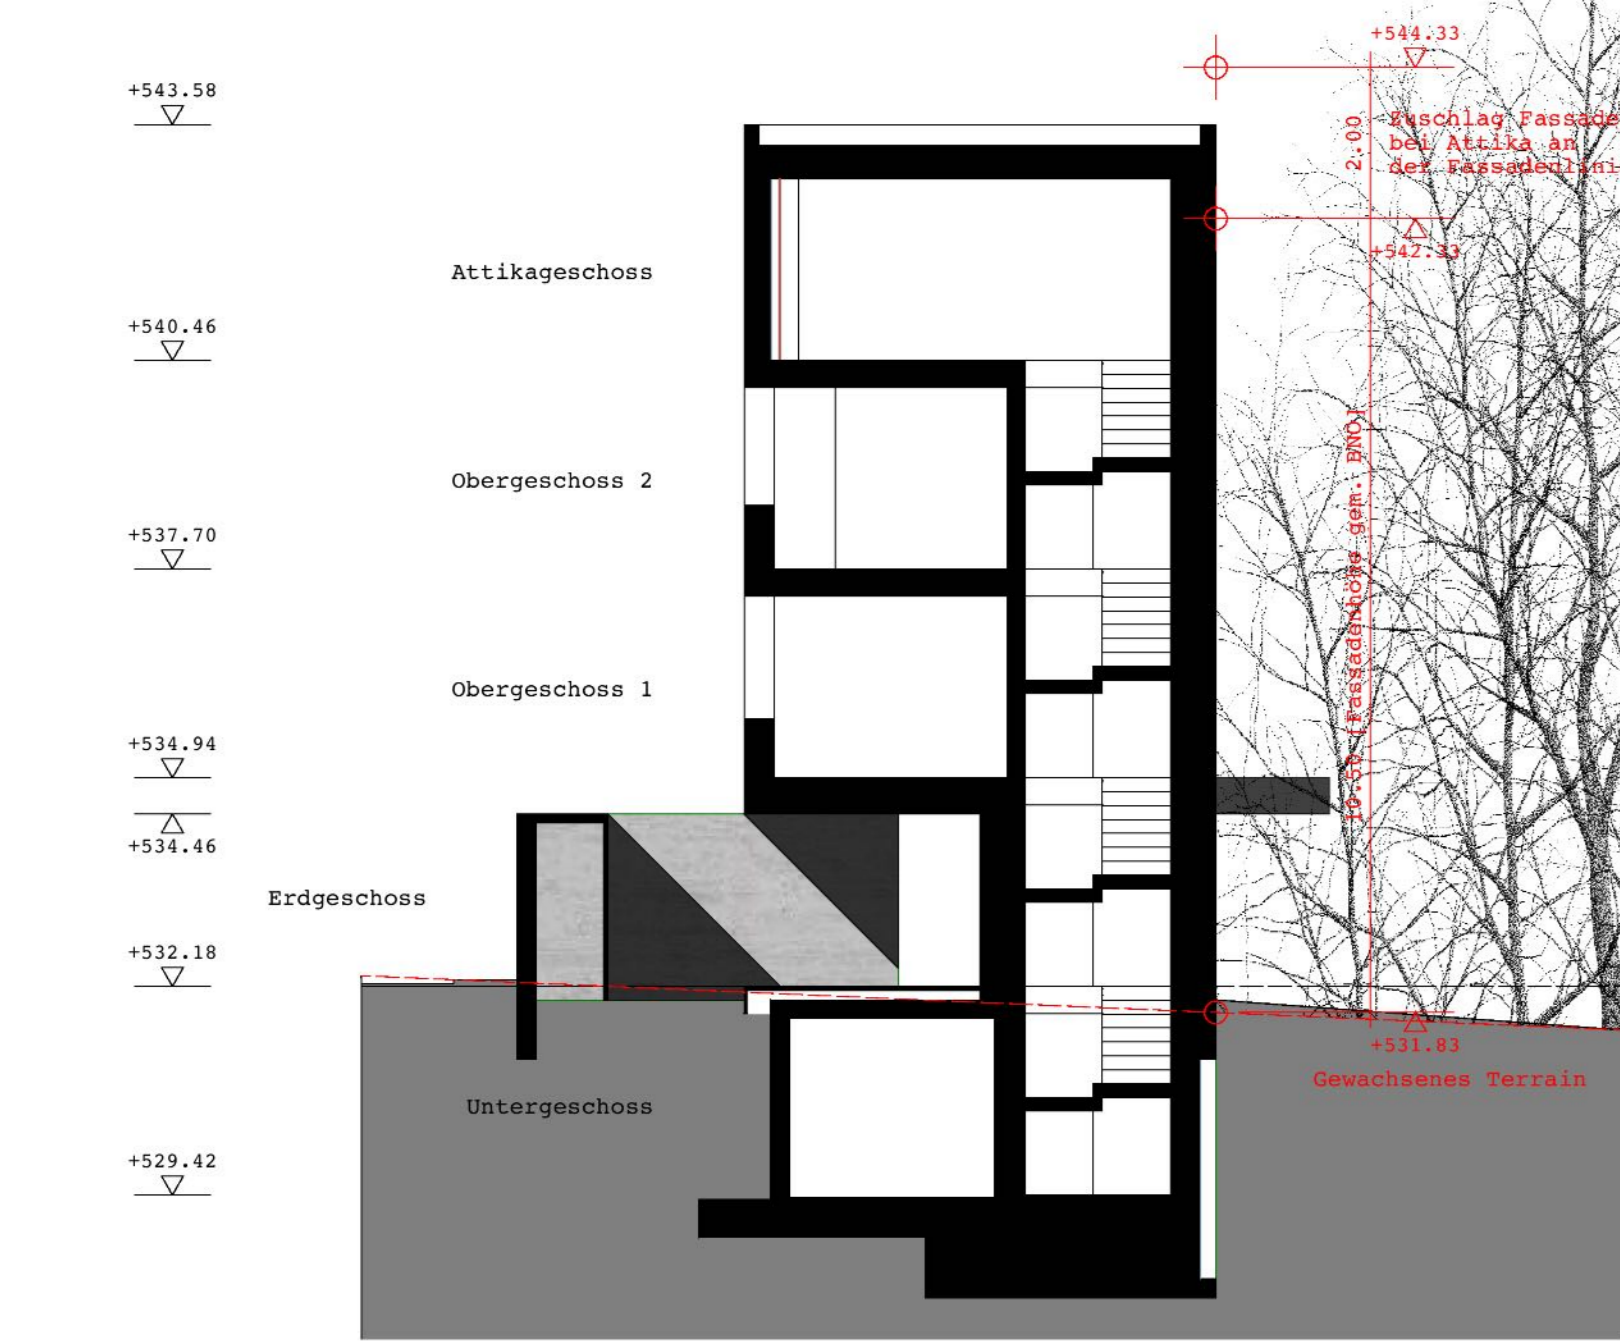 +544.33
+543.58
2.00
Zuschlag Fassade
bei Attika an
der Fassadenlini
+542.33
Attikageschoss
+540.46
Obergeschoss 2
+537.70
10.50 [Fassadenhöhe gem. BNO]
Obergeschoss 1
+534.94
+534.46
Erdgeschoss
+532.18
+531.83
Gewachsenes Terrain
Untergeschoss
+529.42